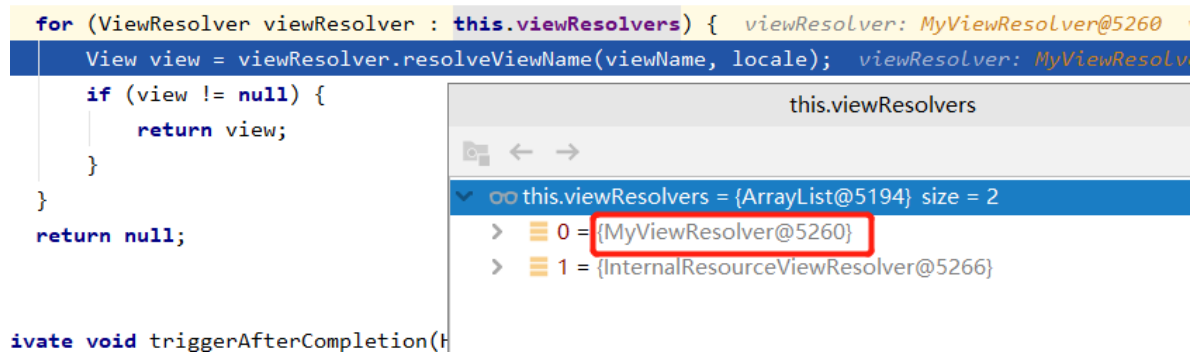 for (ViewResolver viewResolver : this.viewResolvers) { viewResolver: MyViewResolver@5260
View view = viewResolver.resolveViewName(viewName, locale); viewResolver: MyViewResolv
if (view != null) {
this.viewResolvers
return view;
}
oo this.viewResolvers = {ArrayList@5194} size = 2
}
0 = {MyViewResolver@5260}
return null;
1 = {InternalResourceViewResolver@5266}
ivate void triggerAfterCompletion(H